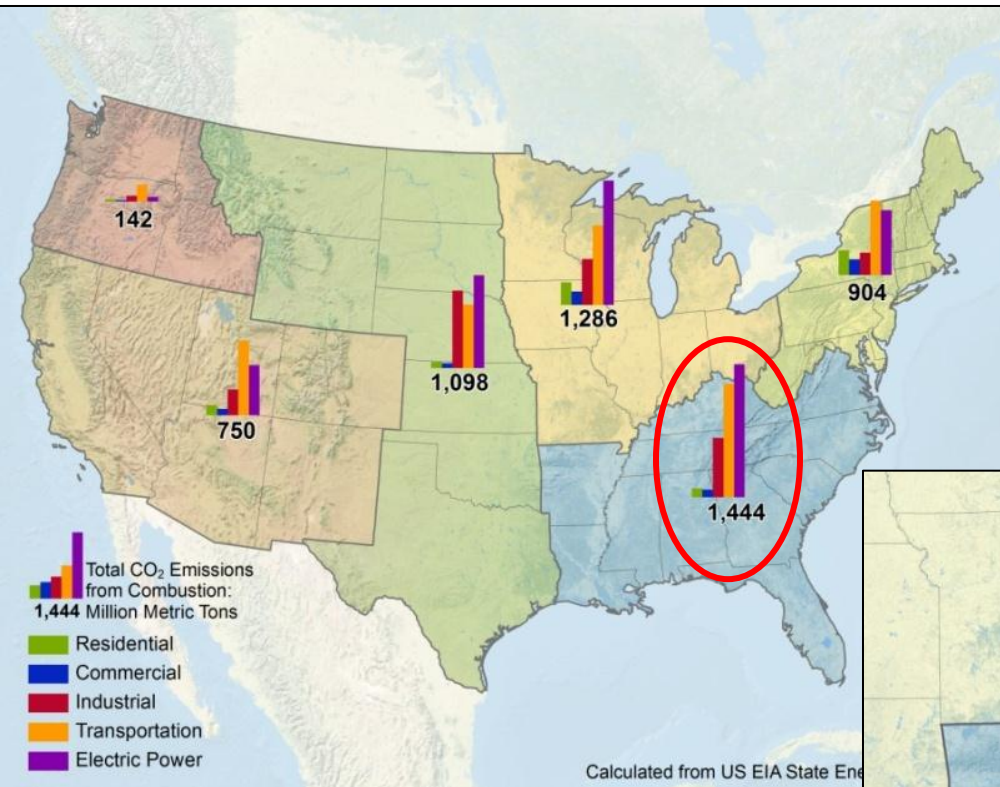 142
1,286
904
1,098
750
1,444
Total CO₂ Emissions
from Combustion:
1,444 Million Metric Tons
Residential
Commercial
Industrial
Transportation
Electric Power
Calculated from US EIA State